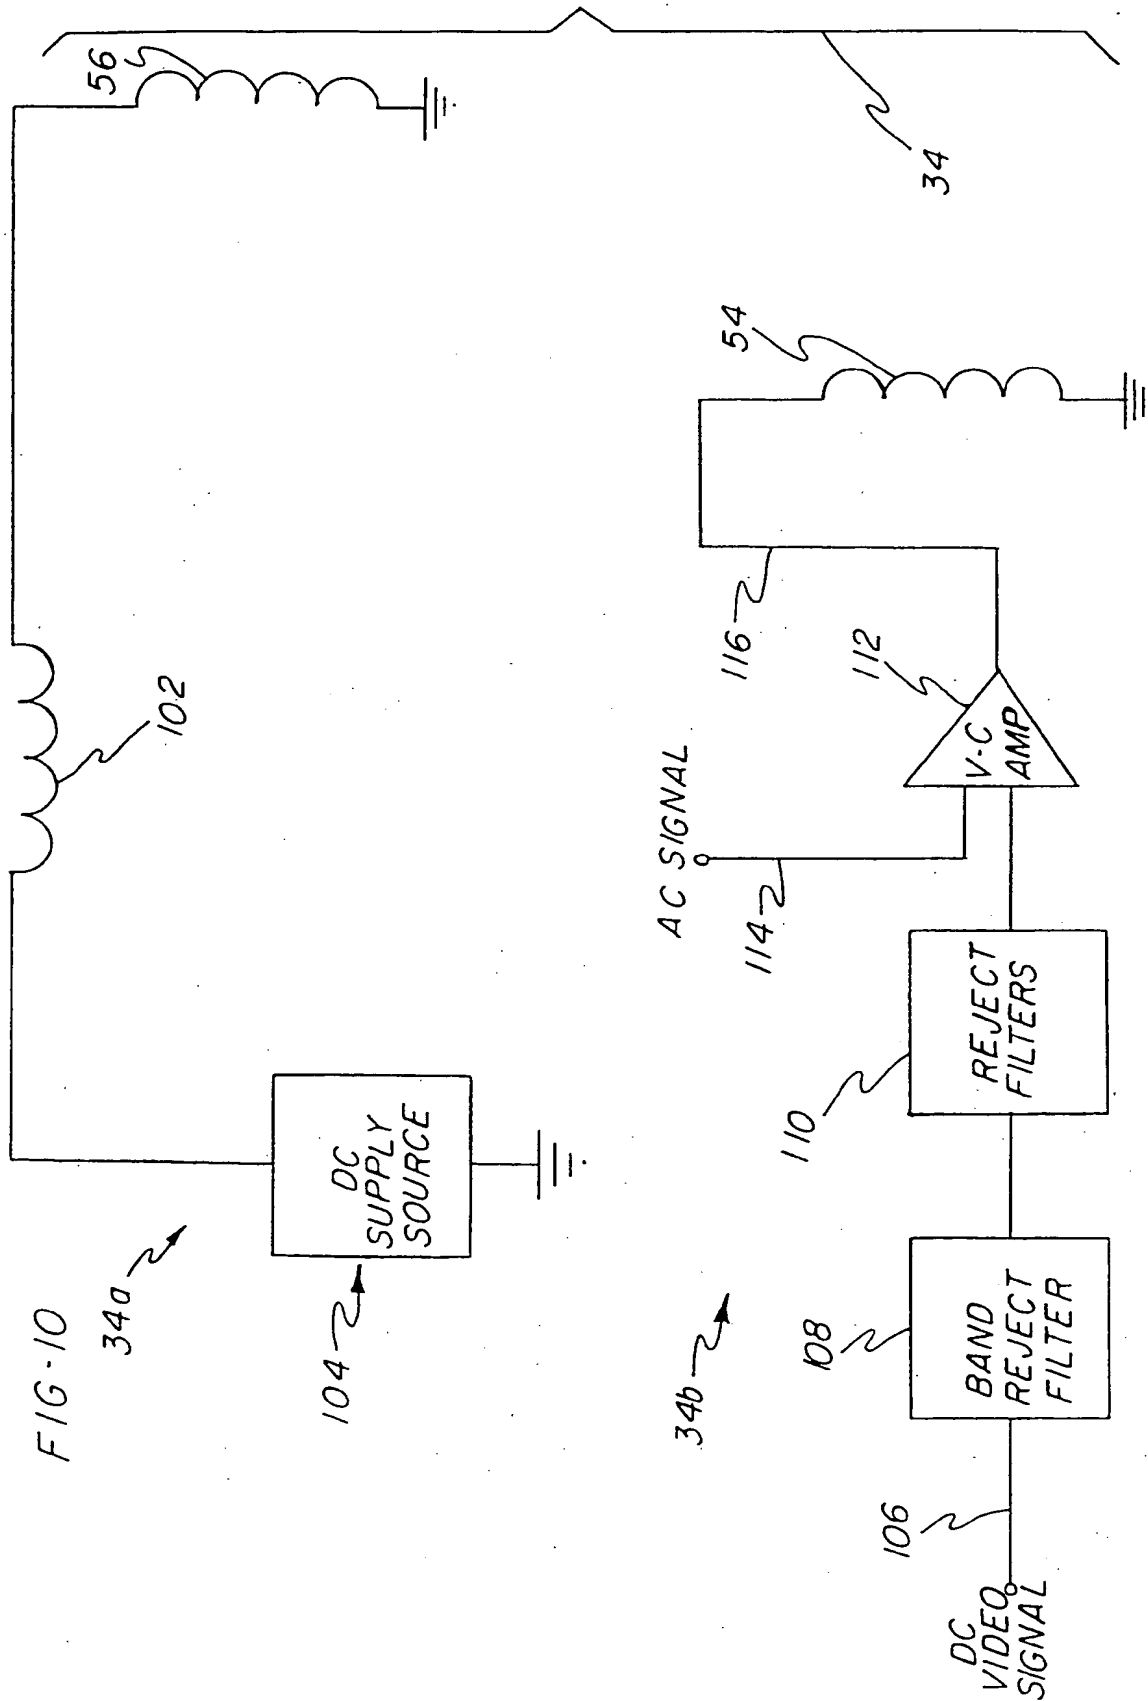 FIG-10
34a
104
DC
SUPPLY
SOURCE
102
56
34
34b
DC
VIDEO
SIGNAL
106
108
BAND
REJECT
FILTER
110
REJECT
FILTERS
AC SIGNAL
114
112
V-C
AMP
116
54